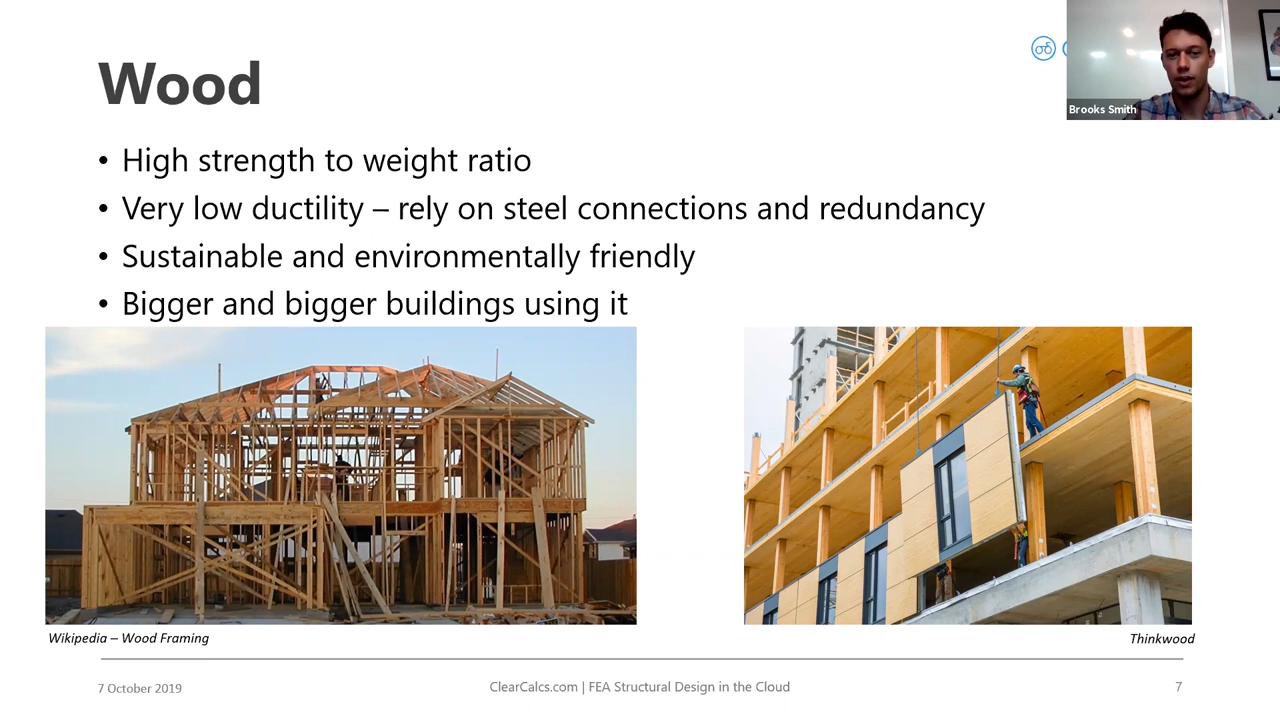 Wood
Brooks Smith
• High strength to weight ratio
• Very low ductility – rely on steel connections and redundancy
• Sustainable and environmentally friendly
• Bigger and bigger buildings using it
Wikipedia – Wood Framing
Thinkwood
7 October 2019
ClearCalcs.com | FEA Structural Design in the Cloud
7